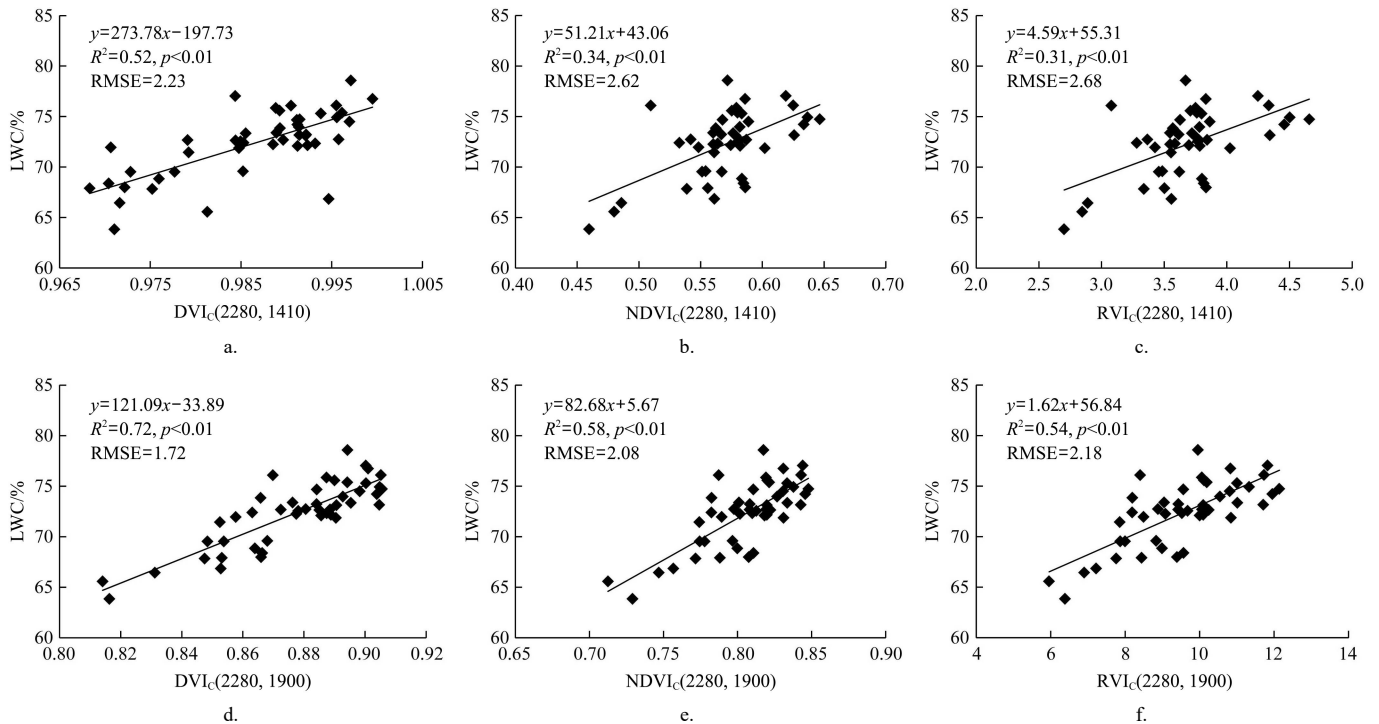 85
80
75
70
65
60
LWC/%
y=273.78x−197.73
R²=0.52, p<0.01
RMSE=2.23
0.965 0.975 0.985 0.995 1.005
DVI_C(2280, 1410)
a.
85
80
75
70
65
60
LWC/%
y=51.21x+43.06
R²=0.34, p<0.01
RMSE=2.62
0.40 0.45 0.50 0.55 0.60 0.65 0.70
NDVI_C(2280, 1410)
b.
85
80
75
70
65
60
LWC/%
y=4.59x+55.31
R²=0.31, p<0.01
RMSE=2.68
2.0 2.5 3.0 3.5 4.0 4.5 5.0
RVI_C(2280, 1410)
c.
85
80
75
70
65
60
LWC/%
y=121.09x−33.89
R²=0.72, p<0.01
RMSE=1.72
0.80 0.82 0.84 0.86 0.88 0.90 0.92
DVI_C(2280, 1900)
d.
85
80
75
70
65
60
LWC/%
y=82.68x+5.67
R²=0.58, p<0.01
RMSE=2.08
0.65 0.70 0.75 0.80 0.85 0.90
NDVI_C(2280, 1900)
e.
85
80
75
70
65
60
LWC/%
y=1.62x+56.84
R²=0.54, p<0.01
RMSE=2.18
4 6 8 10 12 14
RVI_C(2280, 1900)
f.